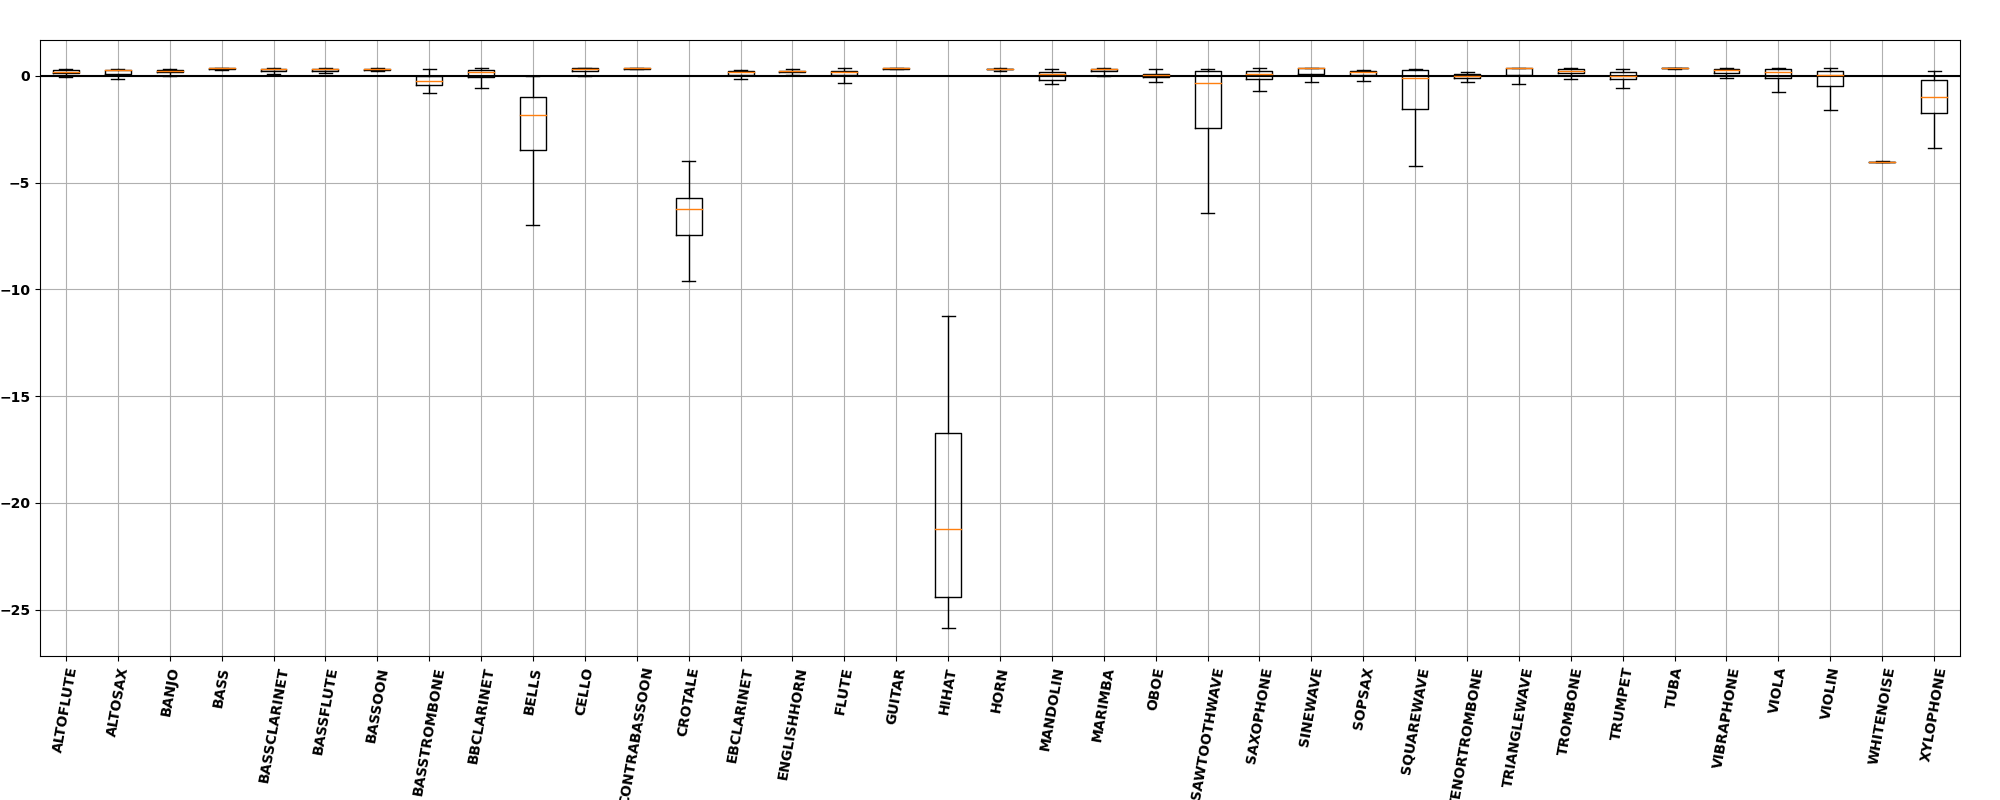 0
−5
−10
−15
−20
−25
ALTOFLUTE
ALTOSAX
BANJO
BASS
BASSCLARINET
BASSFLUTE
BASSOON
BASSTROMBONE
BBCLARINET
BELLS
CELLO
CONTRABASSOON
CROTALE
EBCLARINET
ENGLISHHORN
FLUTE
GUITAR
HIHAT
HORN
MANDOLIN
MARIMBA
OBOE
SAWTOOTHWAVE
SAXOPHONE
SINEWAVE
SOPSAX
SQUAREWAVE
TENORTROMBONE
TRIANGLEWAVE
TROMBONE
TRUMPET
TUBA
VIBRAPHONE
VIOLA
VIOLIN
WHITENOISE
XYLOPHONE